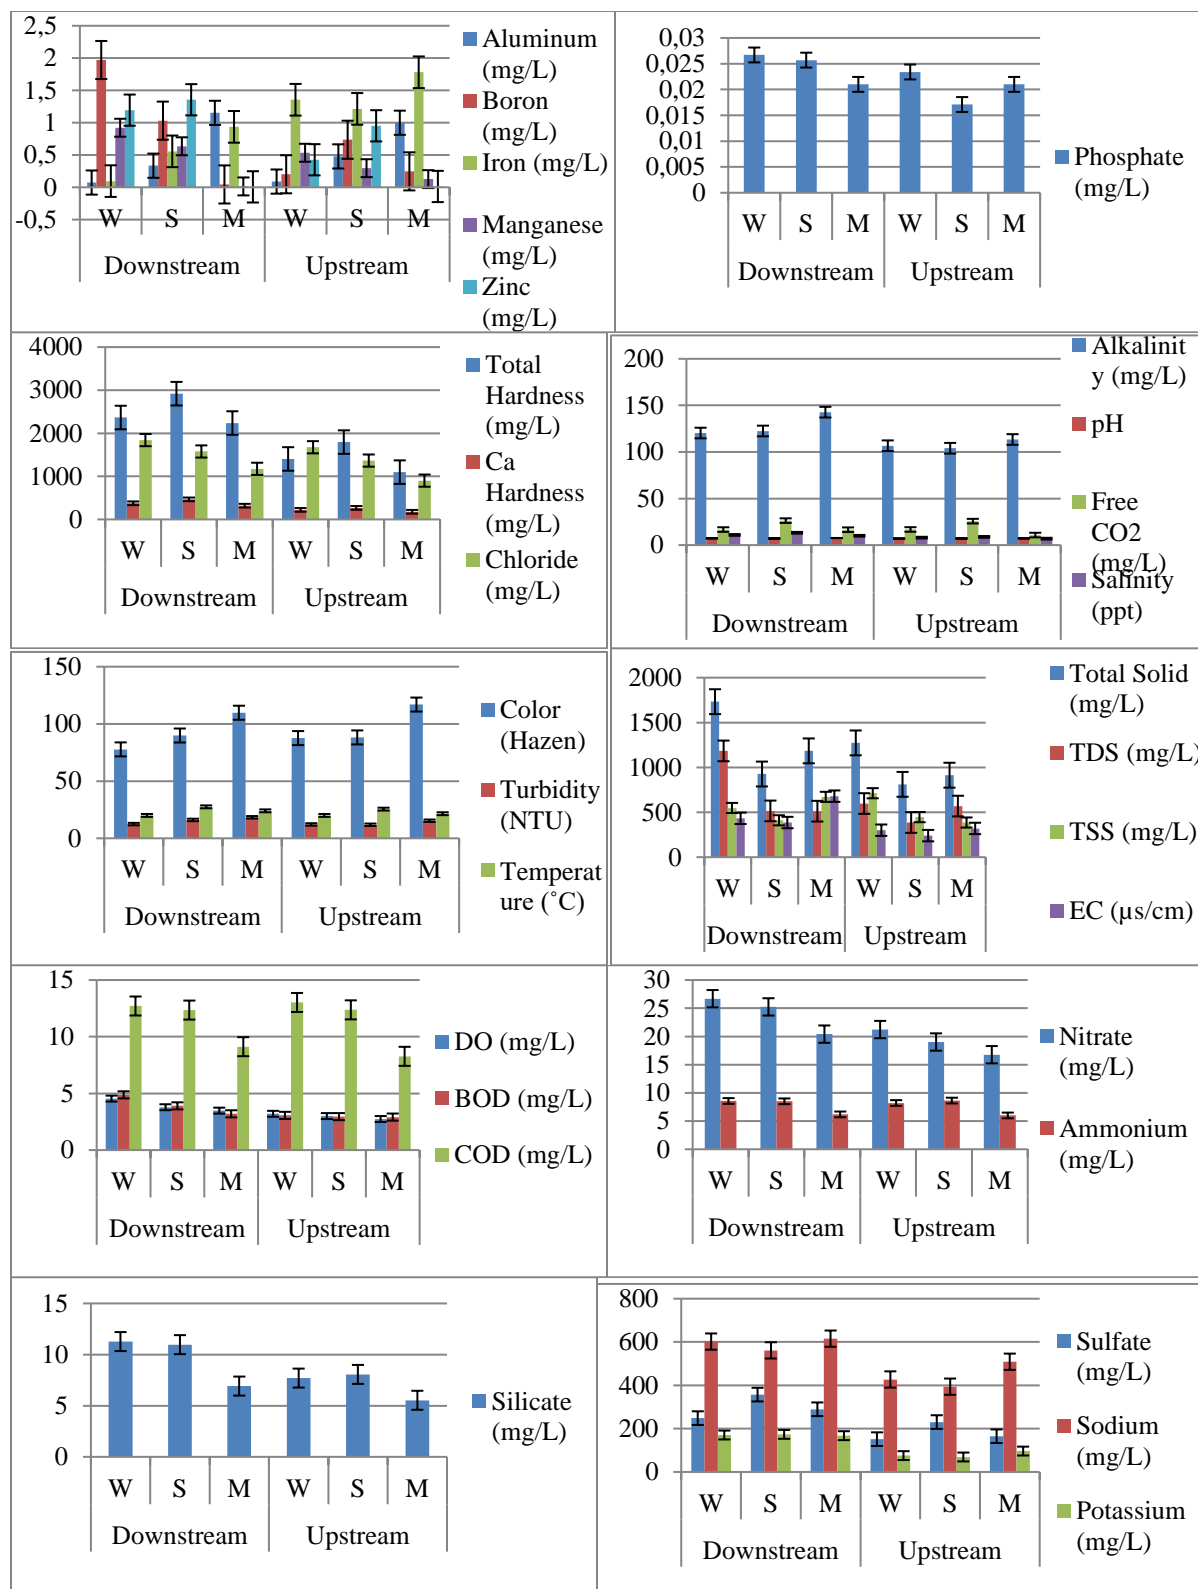 2,5
2
1,5
1
0,5
0
-0,5
W S M W S M
Downstream Upstream
Aluminum
(mg/L)
Boron
(mg/L)
Iron (mg/L)
Manganese
(mg/L)
Zinc
(mg/L)
0,03
0,025
0,02
0,015
0,01
0,005
0
W S M W S M
Downstream Upstream
Phosphate
(mg/L)
4000
3000
2000
1000
0
W S M W S M
Downstream Upstream
Total
Hardness
(mg/L)
Ca
Hardness
(mg/L)
Chloride
(mg/L)
200
150
100
50
0
W S M W S M
Downstream Upstream
Alkalinit
y (mg/L)
pH
Free
CO2
(mg/L)
Salinity
(ppt)
150
100
50
0
W S M W S M
Downstream Upstream
Color
(Hazen)
Turbidity
(NTU)
Temperat
ure (˚C)
2000
1500
1000
500
0
W S M W S M
Downstream Upstream
Total Solid
(mg/L)
TDS (mg/L)
TSS (mg/L)
EC (µs/cm)
15
10
5
0
W S M W S M
Downstream Upstream
DO (mg/L)
BOD (mg/L)
COD (mg/L)
30
25
20
15
10
5
0
W S M W S M
Downstream Upstream
Nitrate
(mg/L)
Ammonium
(mg/L)
15
10
5
0
W S M W S M
Downstream Upstream
Silicate
(mg/L)
800
600
400
200
0
W S M W S M
Downstream Upstream
Sulfate
(mg/L)
Sodium
(mg/L)
Potassium
(mg/L)